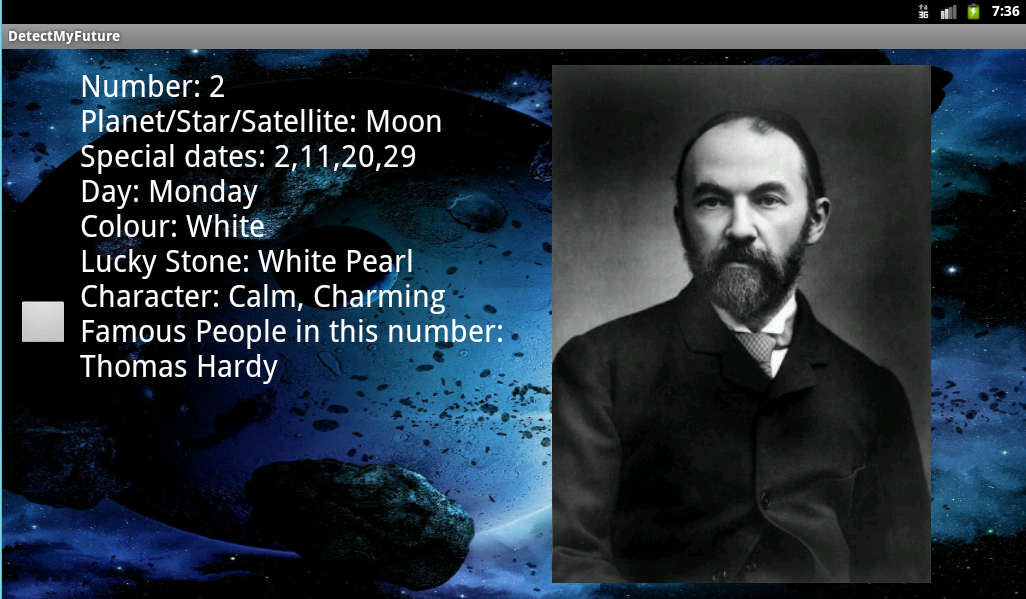 3G 7:36
DetectMyFuture
Number: 2
Planet/Star/Satellite: Moon
Special dates: 2,11,20,29
Day: Monday
Colour: White
Lucky Stone: White Pearl
Character: Calm, Charming
Famous People in this number:
Thomas Hardy